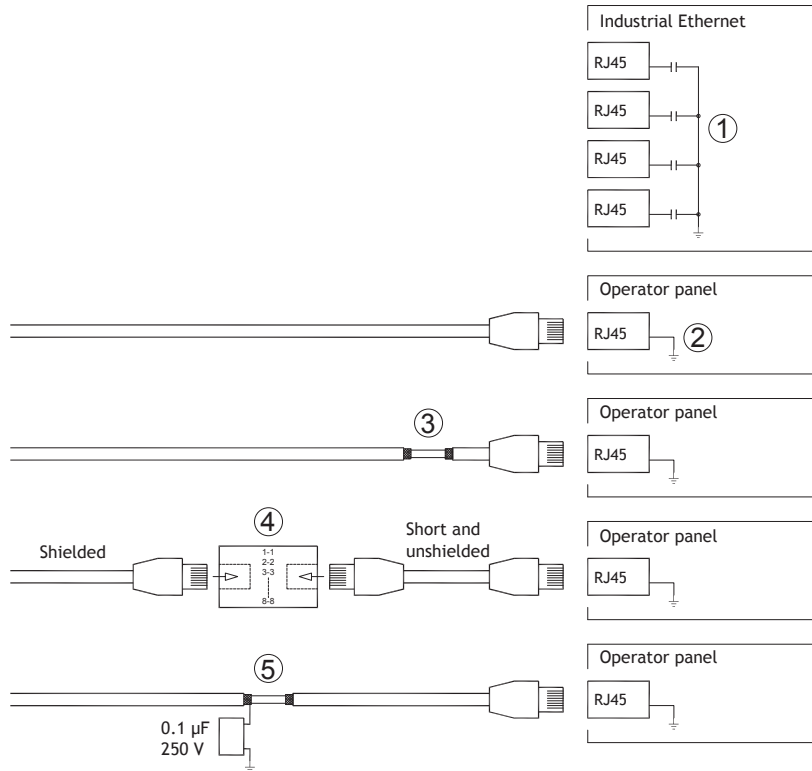 Industrial Ethernet
RJ45
RJ45
①
RJ45
RJ45
Operator panel
RJ45
②
Operator panel
③
RJ45
Operator panel
④
Short and
unshielded
Shielded
1-1
2-2
3-3
8-8
RJ45
Operator panel
⑤
RJ45
0.1 µF
250 V